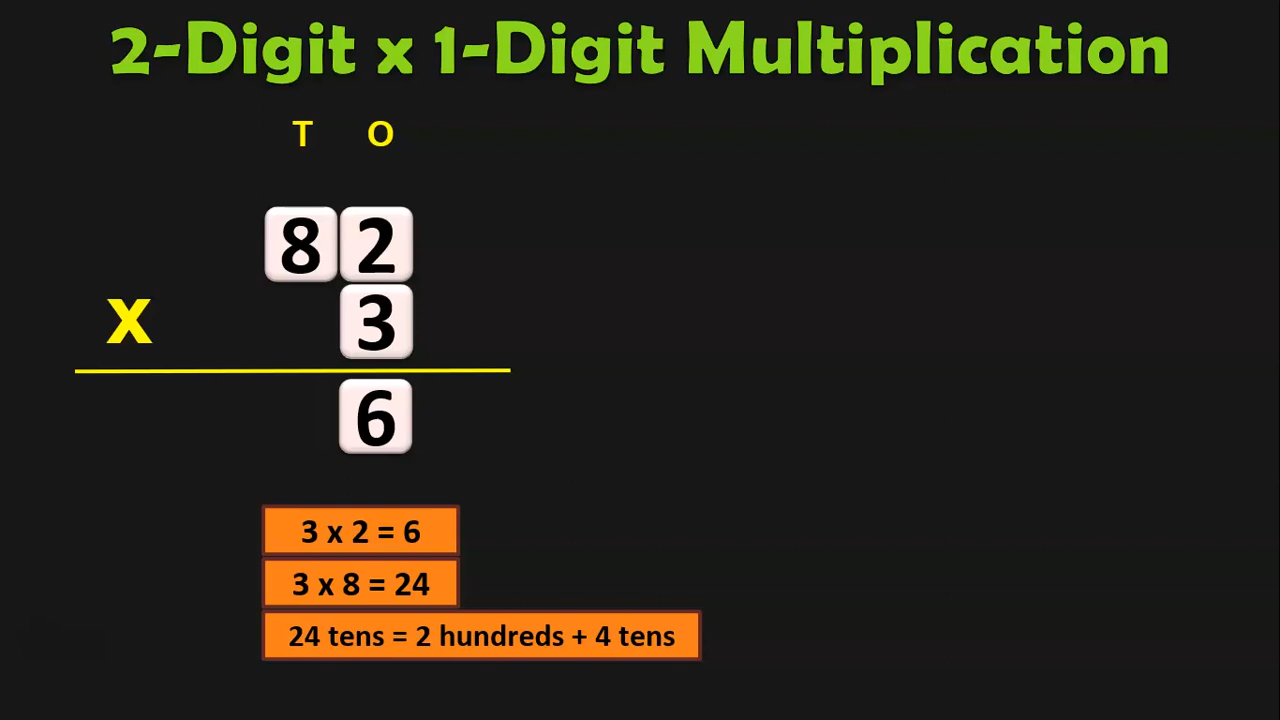 2-Digit x 1-Digit Multiplication
T O
8 2
x 3
6
3 x 2 = 6
3 x 8 = 24
24 tens = 2 hundreds + 4 tens